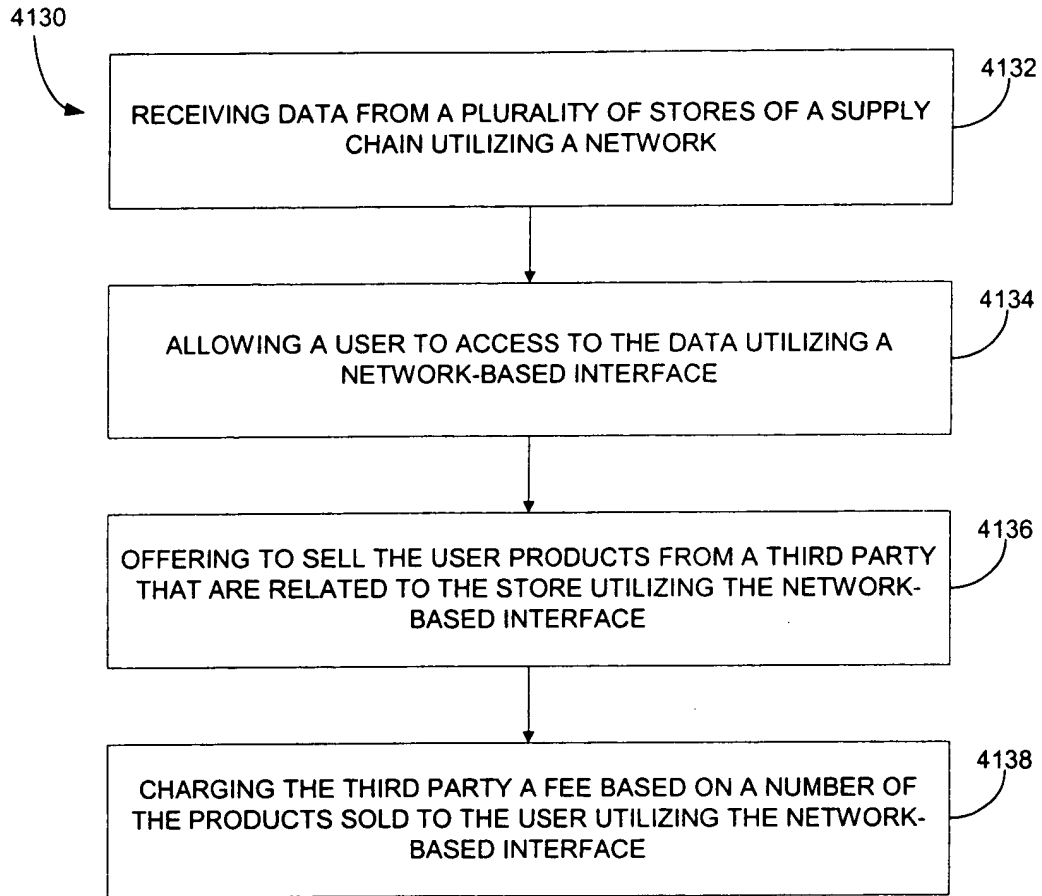 4130
4132
RECEIVING DATA FROM A PLURALITY OF STORES OF A SUPPLY
CHAIN UTILIZING A NETWORK
4134
ALLOWING A USER TO ACCESS TO THE DATA UTILIZING A
NETWORK-BASED INTERFACE
4136
OFFERING TO SELL THE USER PRODUCTS FROM A THIRD PARTY
THAT ARE RELATED TO THE STORE UTILIZING THE NETWORK-
BASED INTERFACE
4138
CHARGING THE THIRD PARTY A FEE BASED ON A NUMBER OF
THE PRODUCTS SOLD TO THE USER UTILIZING THE NETWORK-
BASED INTERFACE